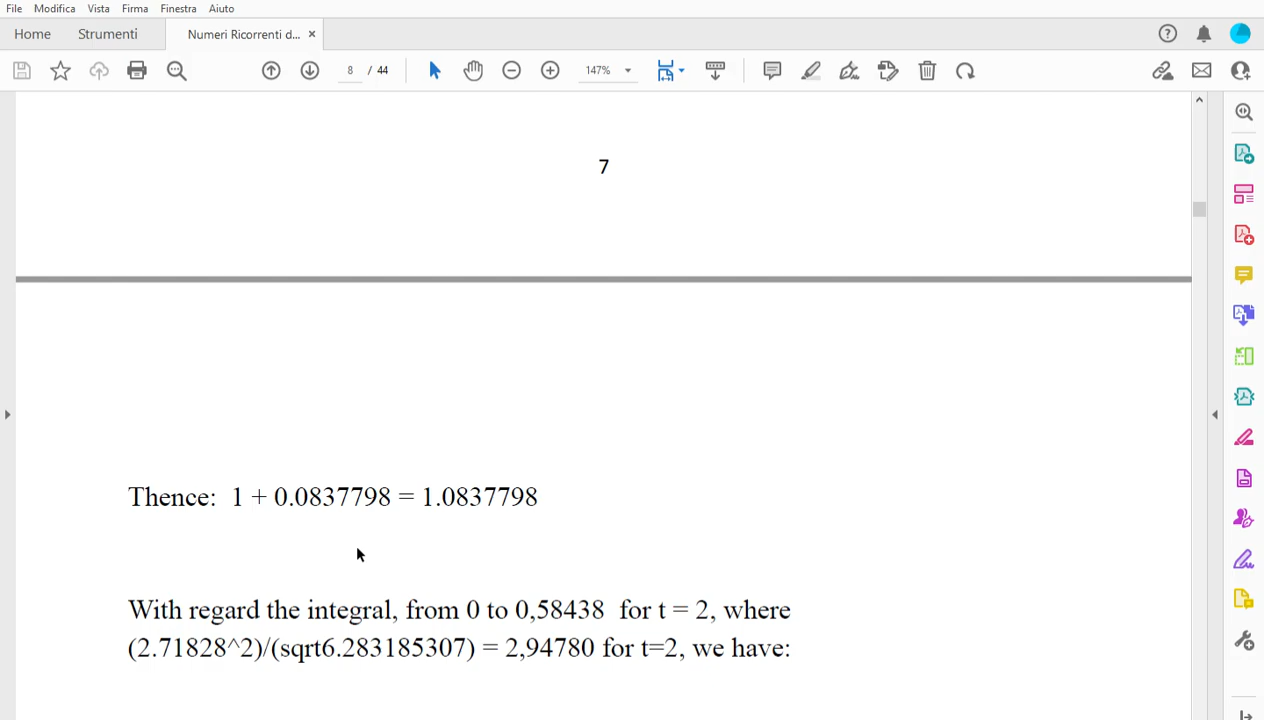 File Modifica Vista Firma Finestra Aiuto
Home Strumenti Numeri Ricorrenti d... ×
8 / 44 147%
7
Thence: 1 + 0.0837798 = 1.0837798
With regard the integral, from 0 to 0,58438 for t = 2, where
(2.71828^2)/(sqrt6.283185307) = 2,94780 for t=2, we have: